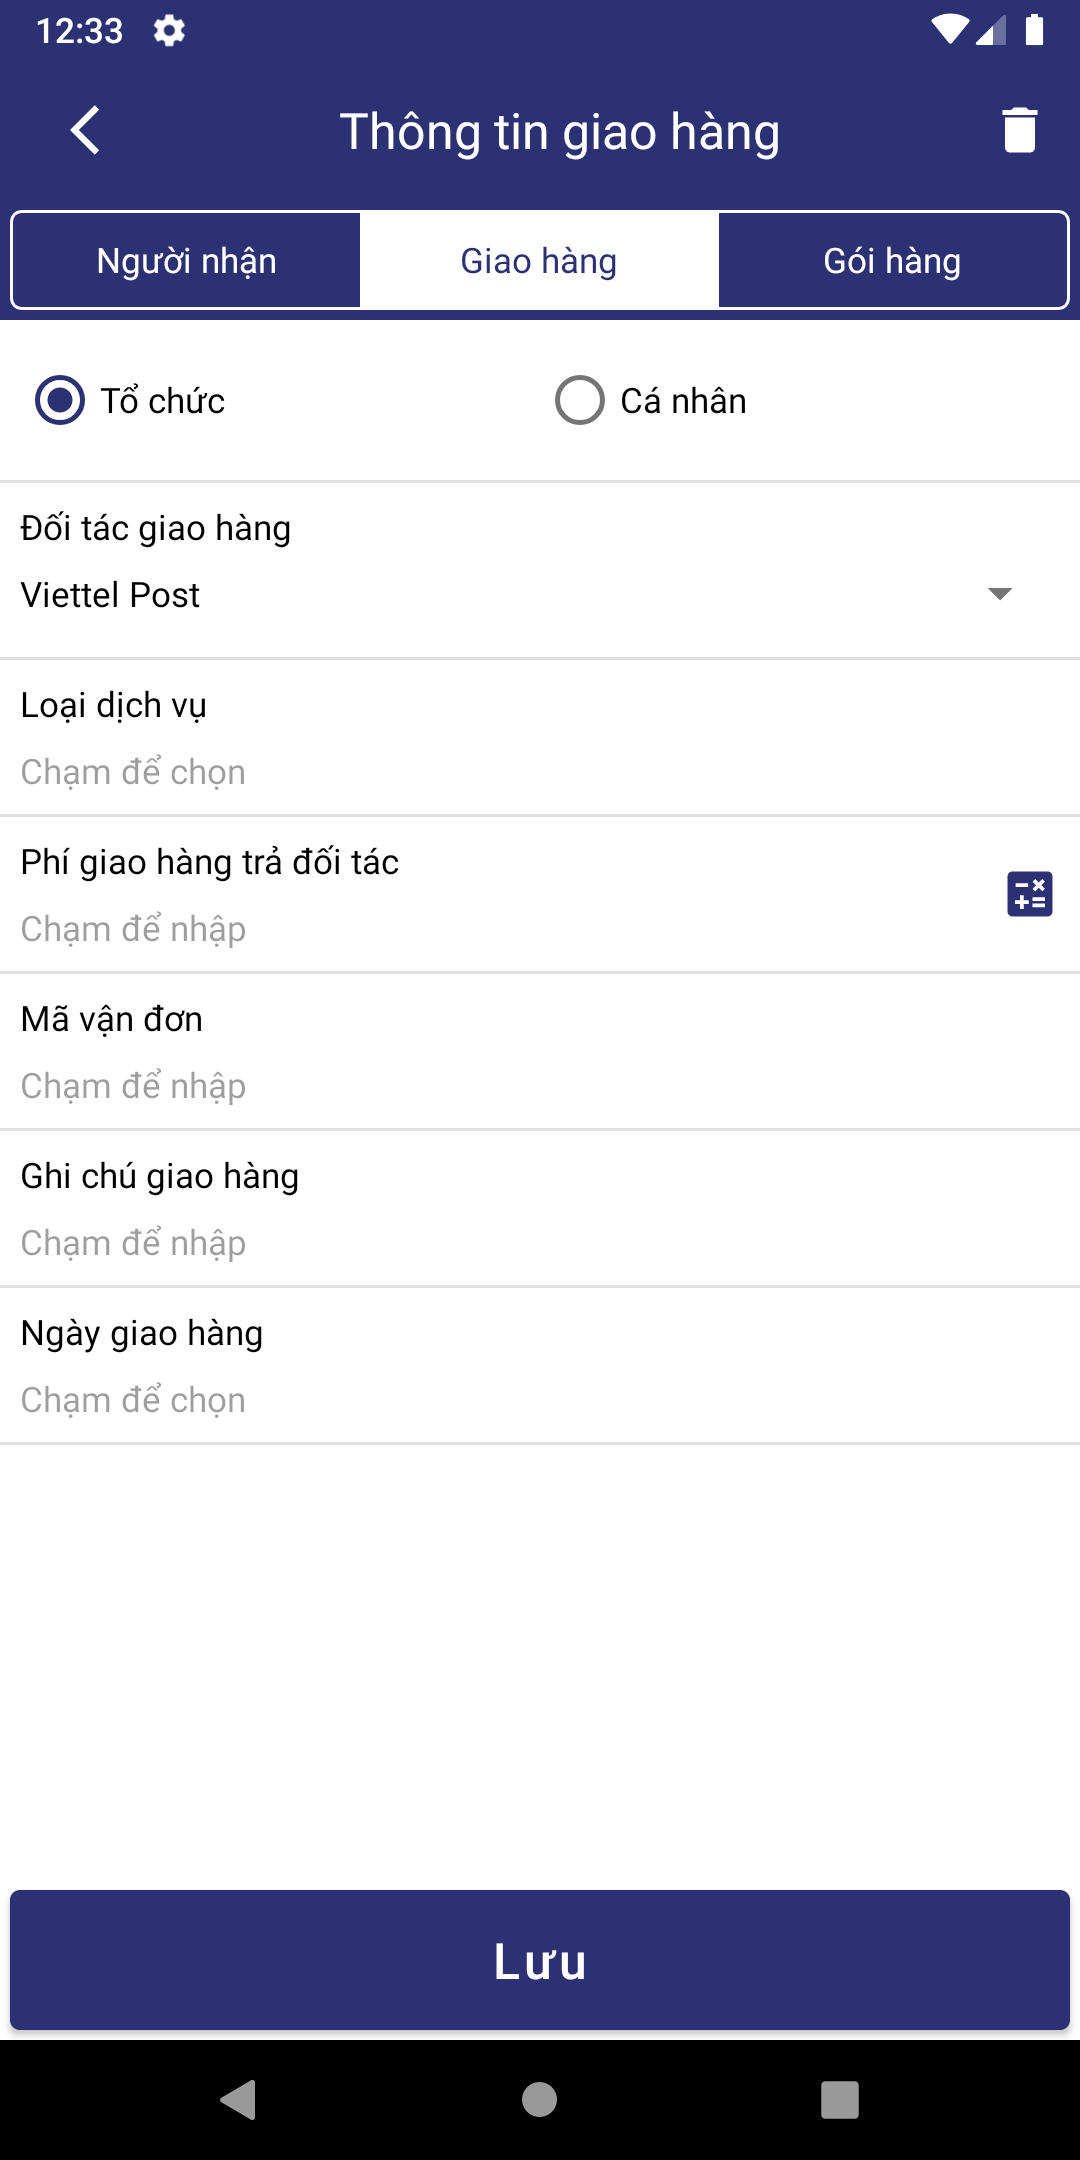 12:33
Thông tin giao hàng
Người nhận
Giao hàng
Gói hàng
Tổ chức
Cá nhân
Đối tác giao hàng
Viettel Post
Loại dịch vụ
Chạm để chọn
Phí giao hàng trả đối tác
Chạm để nhập
Mã vận đơn
Chạm để nhập
Ghi chú giao hàng
Chạm để nhập
Ngày giao hàng
Chạm để chọn
Lưu